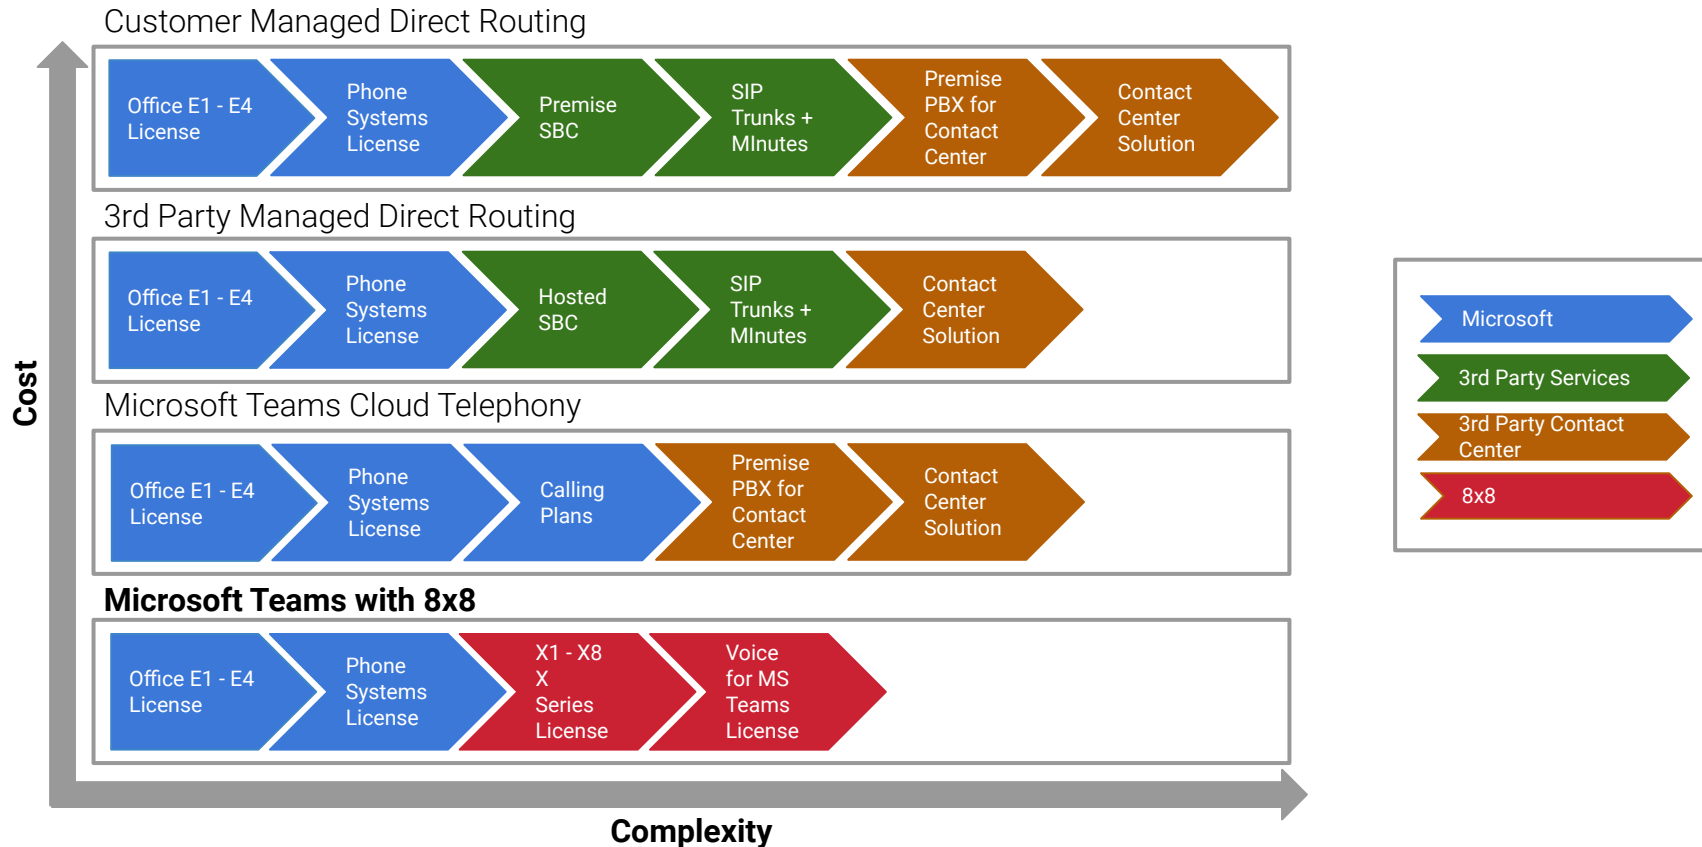 Customer Managed Direct Routing
Office E1 - E4
License
Phone
Systems
License
Premise
SBC
SIP
Trunks +
MInutes
Premise
PBX for
Contact
Center
Contact
Center
Solution
3rd Party Managed Direct Routing
Office E1 - E4
License
Phone
Systems
License
Hosted
SBC
SIP
Trunks +
MInutes
Contact
Center
Solution
Microsoft Teams Cloud Telephony
Office E1 - E4
License
Phone
Systems
License
Calling
Plans
Premise
PBX for
Contact
Center
Contact
Center
Solution
Microsoft Teams with 8x8
Office E1 - E4
License
Phone
Systems
License
X1 - X8
X
Series
License
Voice
for MS
Teams
License
Cost
Complexity
Microsoft
3rd Party Services
3rd Party Contact
Center
8x8